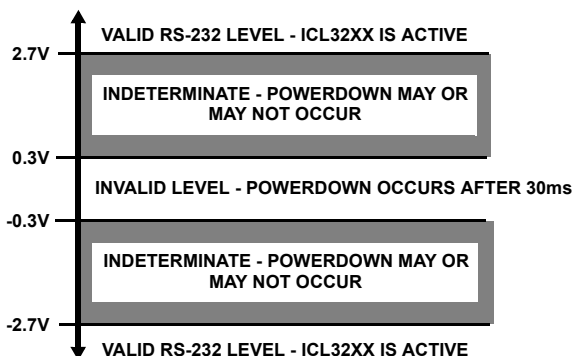 VALID RS-232 LEVEL - ICL32XX IS ACTIVE
2.7V
INDETERMINATE - POWERDOWN MAY OR
MAY NOT OCCUR
0.3V
INVALID LEVEL - POWERDOWN OCCURS AFTER 30ms
-0.3V
INDETERMINATE - POWERDOWN MAY OR
MAY NOT OCCUR
-2.7V
VALID RS-232 LEVEL - ICL32XX IS ACTIVE